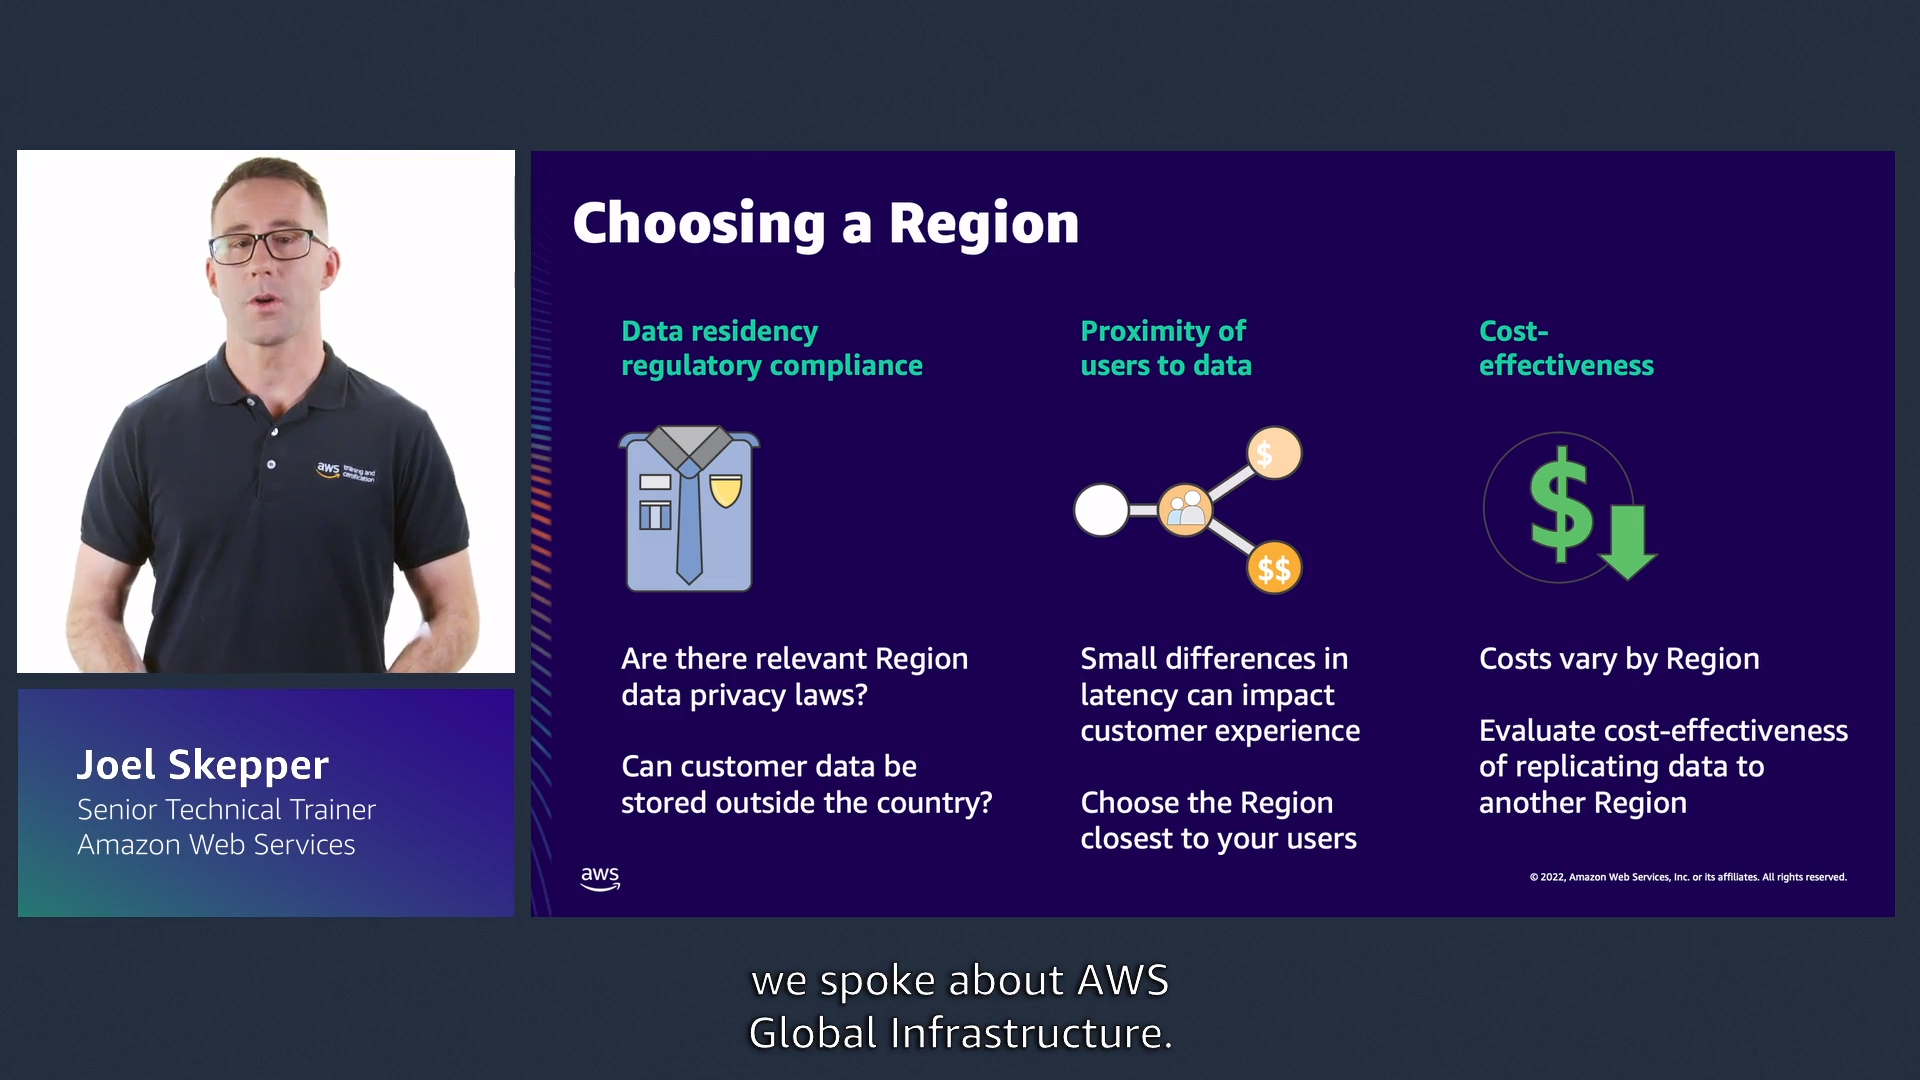 Choosing a Region
Data residency
regulatory compliance
Are there relevant Region
data privacy laws?
Can customer data be
stored outside the country?
Proximity of
users to data
$
$$
Small differences in
latency can impact
customer experience
Choose the Region
closest to your users
Cost-
effectiveness
$
Costs vary by Region
Evaluate cost-effectiveness
of replicating data to
another Region
aws
© 2022, Amazon Web Services, Inc. or its affiliates. All rights reserved.
aws training and
certification
Joel Skepper
Senior Technical Trainer
Amazon Web Services
we spoke about AWS
Global Infrastructure.